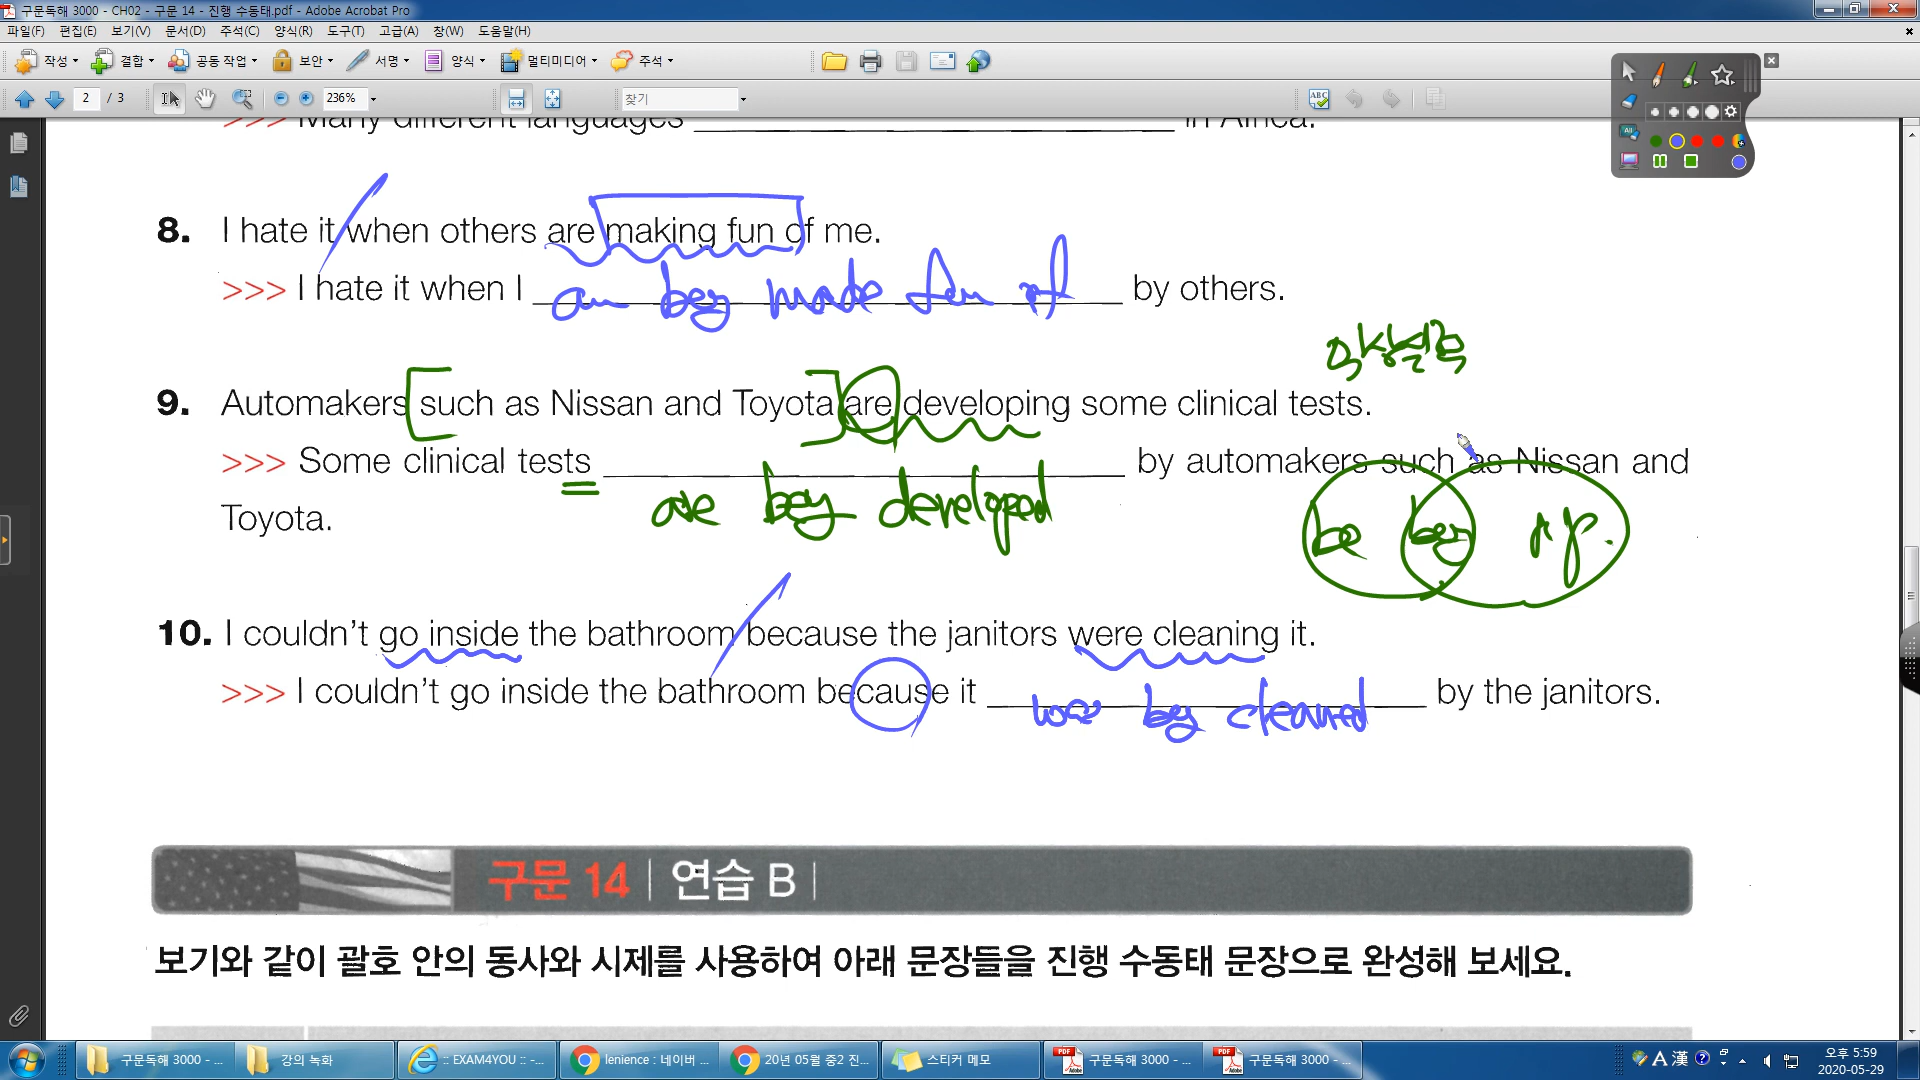 구문독해 3000 - CH02 - 구문 14 - 진행 수동태.pdf - Adobe Acrobat Pro
파일(F) 편집(E) 보기(V) 문서(D) 주석(C) 양식(R) 도구(T) 고급(A) 창(W) 도움말(H)
작성 결합 공동 작업 보안 서명 양식 멀티미디어 주석
2 / 3 236% 찾기
>>> Many different languages in Africa.
8. I hate it when others are making fun of me.
>>> I hate it when I am being made fun of by others.
9. Automakers such as Nissan and Toyota are developing some clinical tests.
>>> Some clinical tests by automakers such as Nissan and
are being developed
Toyota.
be being p.p.
10. I couldn't go inside the bathroom because the janitors were cleaning it.
>>> I couldn't go inside the bathroom because it was being cleaned by the janitors.
구문 14 | 연습 B |
보기와 같이 괄호 안의 동사와 시제를 사용하여 아래 문장들을 진행 수동태 문장으로 완성해 보세요.
구문독해 3000 - ... 강의 녹화 :: EXAM4YOU :: -... lenience : 네이버 ... 20년 05월 중2 진... 스티커 메모 구문독해 3000 - ... 구문독해 3000 - ... A 漢 오후 5:59
2020-05-29